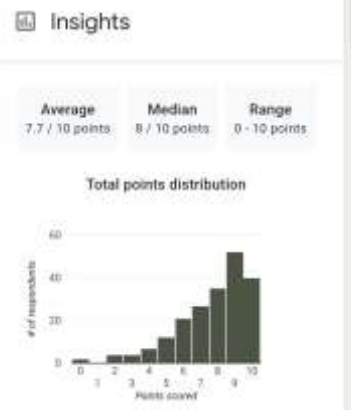 Insights
Average Median Range
7.7 / 10 points 8 / 10 points 0 - 10 points
Total points distribution
60
40
20
0
# of respondents
0 2 4 6 8 10
1 3 5 7 9
Points scored